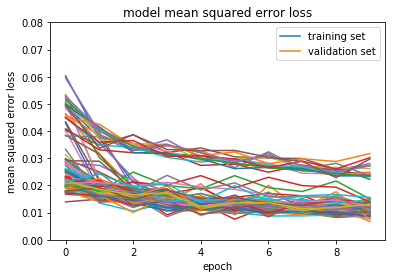 model mean squared error loss
0.08
0.07
0.06
0.05
0.04
0.03
0.02
0.01
0.00
mean squared error loss
training set
validation set
0
2
4
6
8
epoch